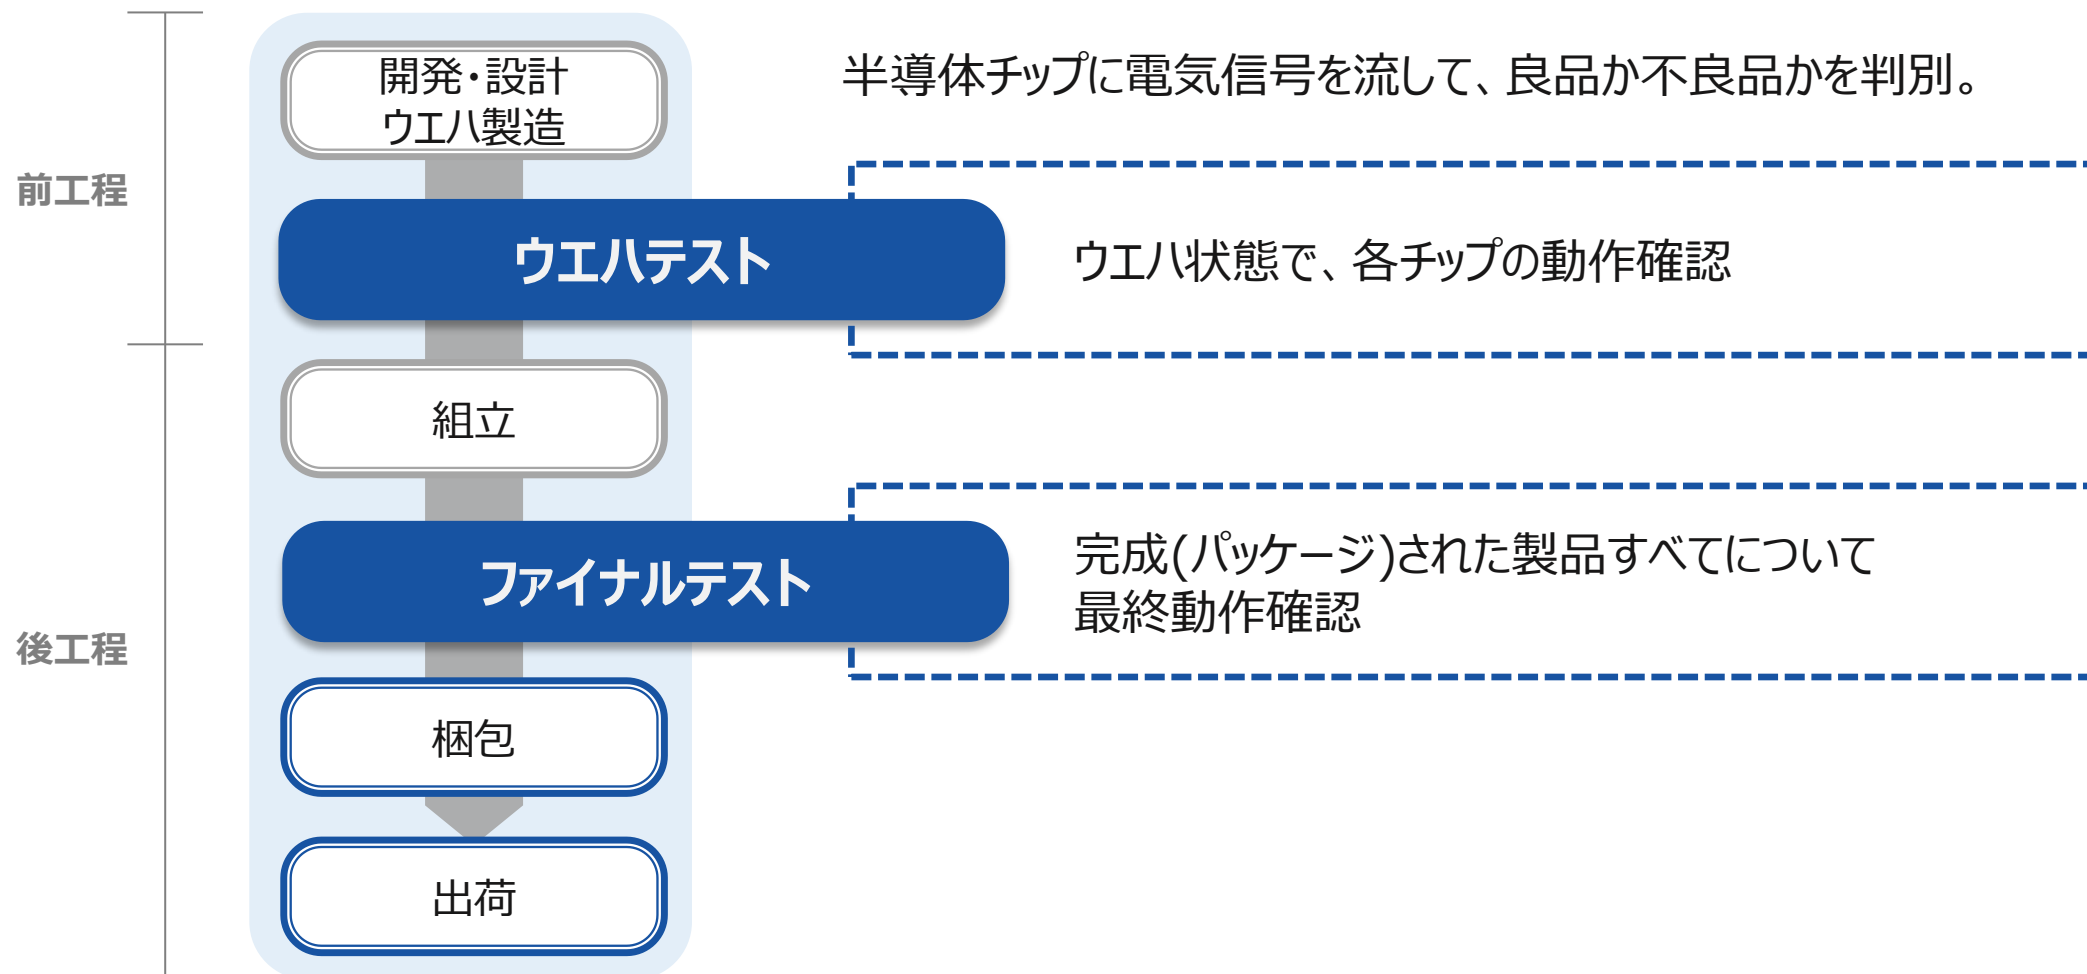 開発・設計
ウエハ製造
半導体チップに電気信号を流して、良品か不良品かを判別。
前工程
ウエハテスト
ウエハ状態で、各チップの動作確認
組立
ファイナルテスト
完成(パッケージ)された製品すべてについて
最終動作確認
後工程
梱包
出荷